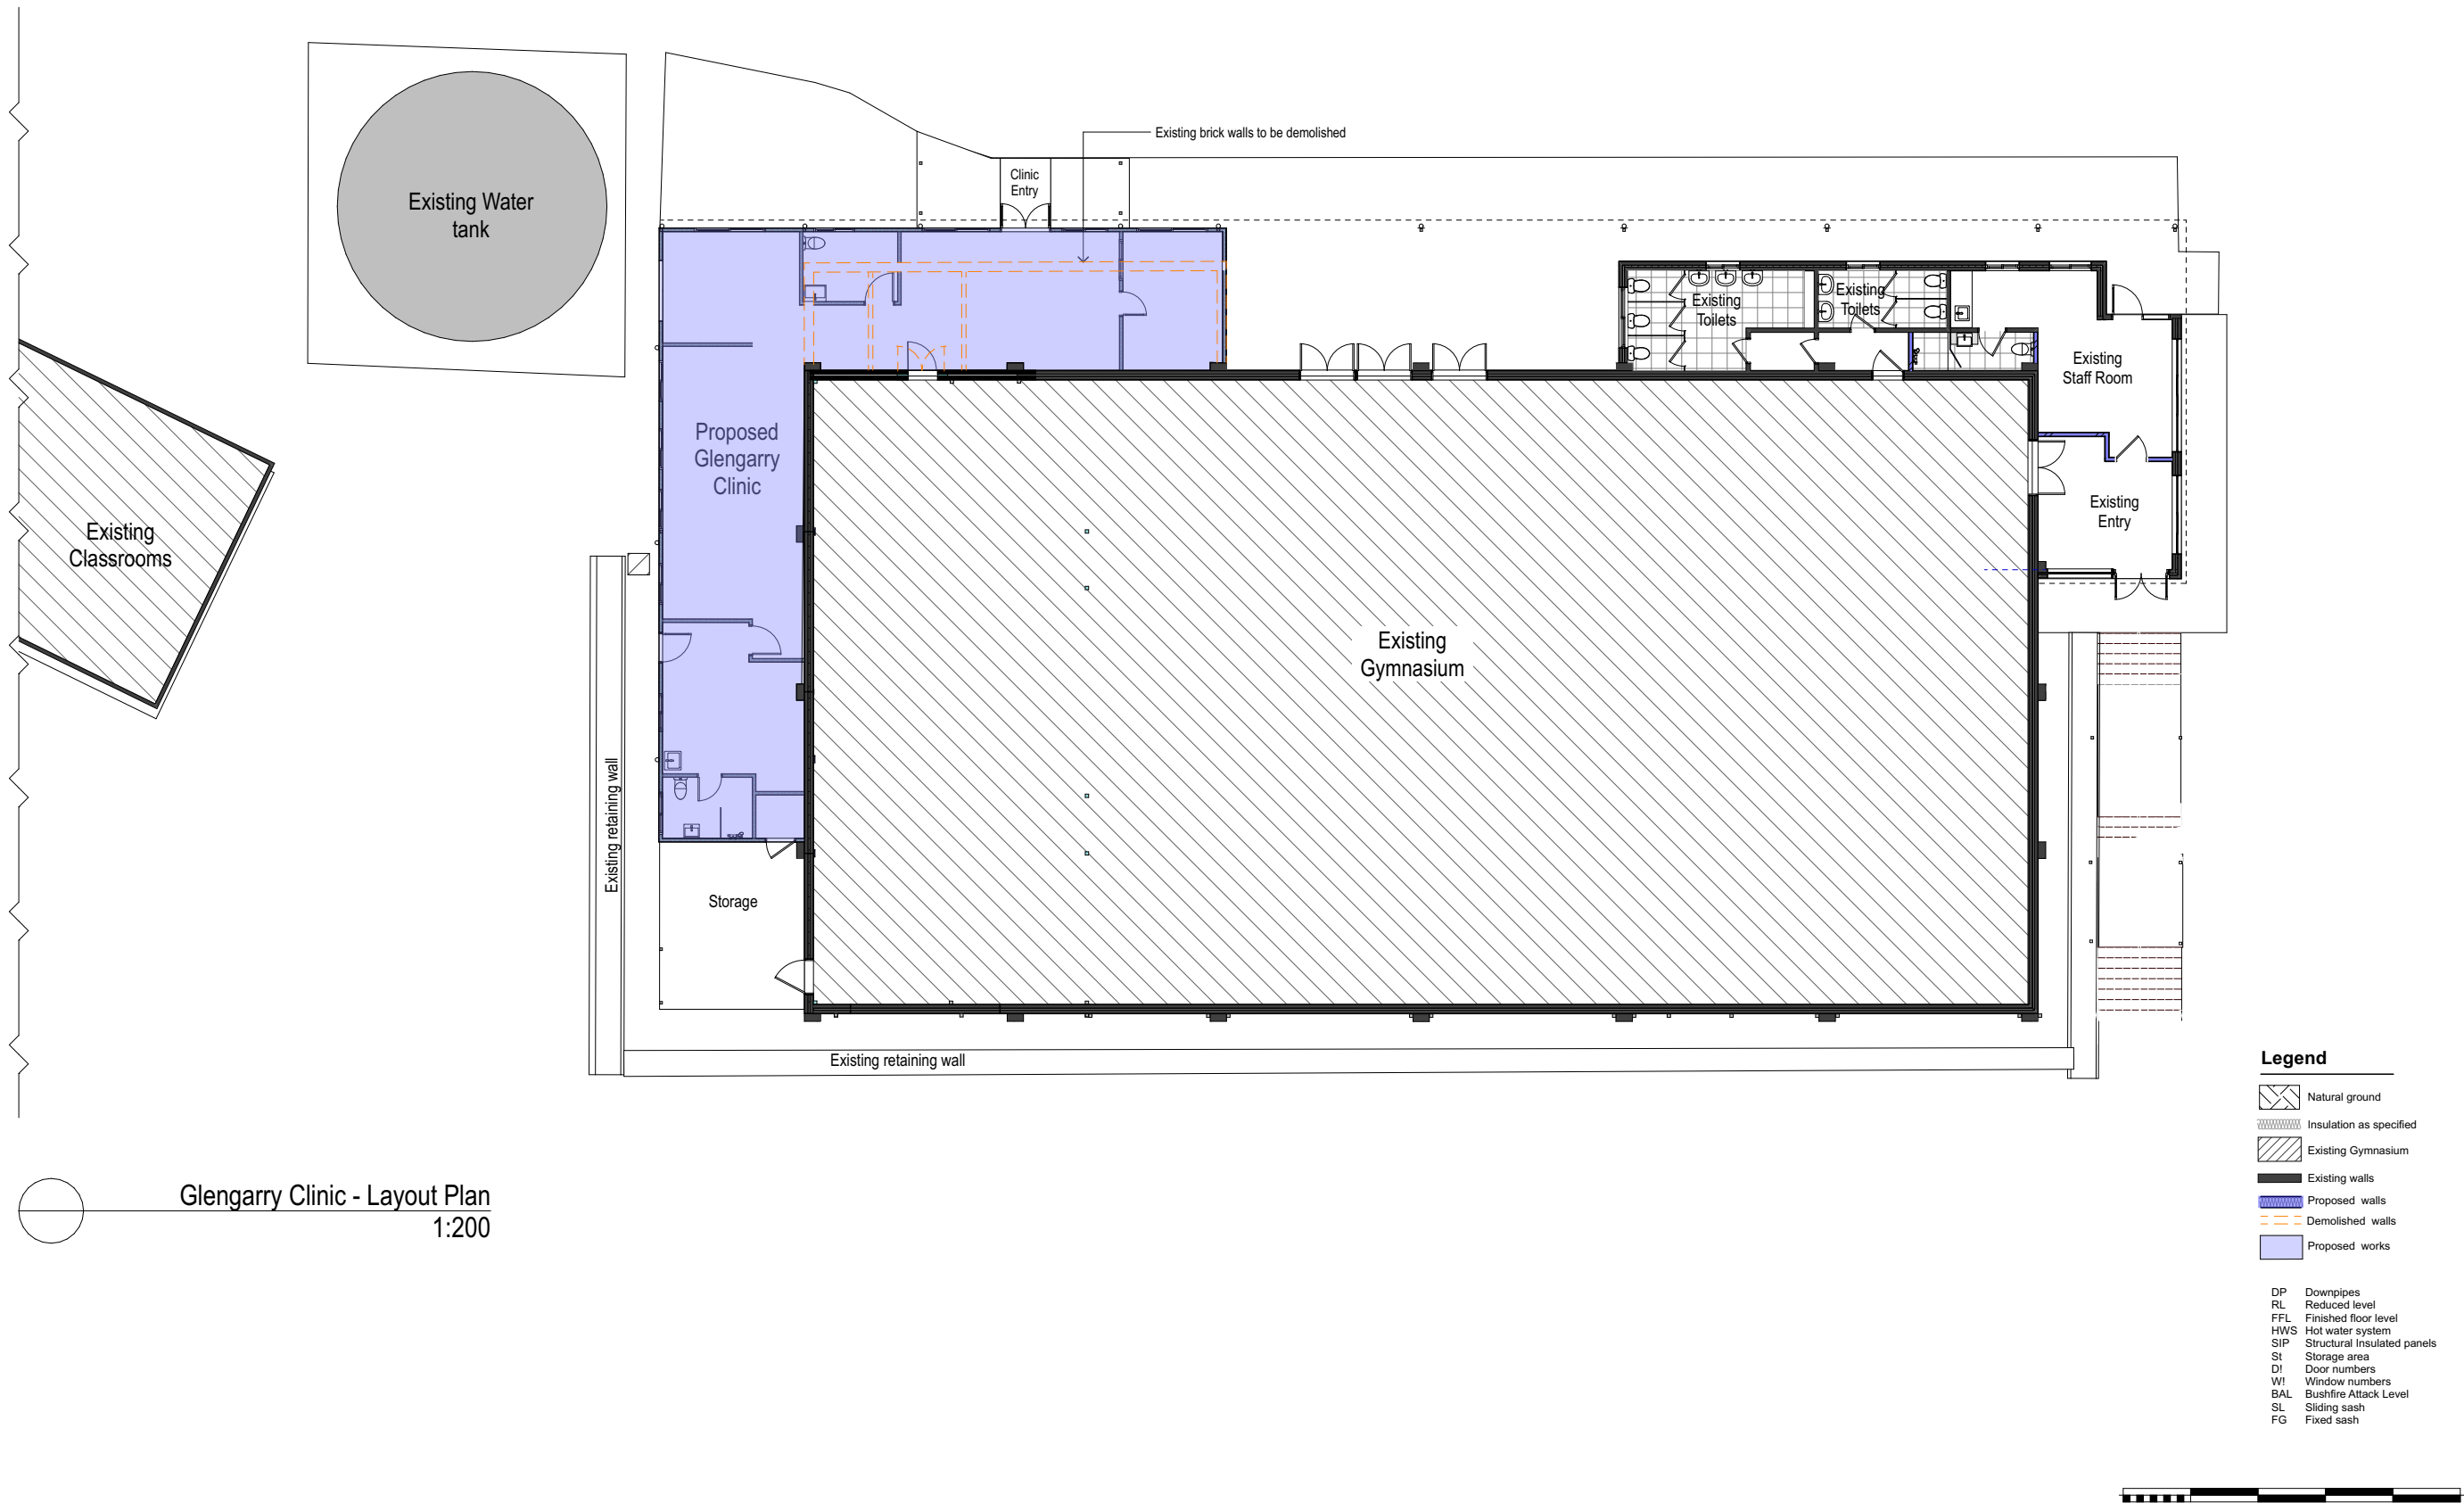 Existing brick walls to be demolished
Clinic
Entry
Existing Water
tank
Existing
Toilets
Existing
Toilets
Existing
Staff Room
Proposed
Glengarry
Clinic
Existing
Entry
Existing
Classrooms
Existing
Gymnasium
Existing retaining wall
Storage
Existing retaining wall
Glengarry Clinic - Layout Plan
1:200
Legend
Natural ground
Insulation as specified
Existing Gymnasium
Existing walls
Proposed walls
Demolished walls
Proposed works
DP Downpipes
RL Reduced level
FFL Finished floor level
HWS Hot water system
SIP Structural Insulated panels
St Storage area
D! Door numbers
W! Window numbers
BAL Bushfire Attack Level
SL Sliding sash
FG Fixed sash